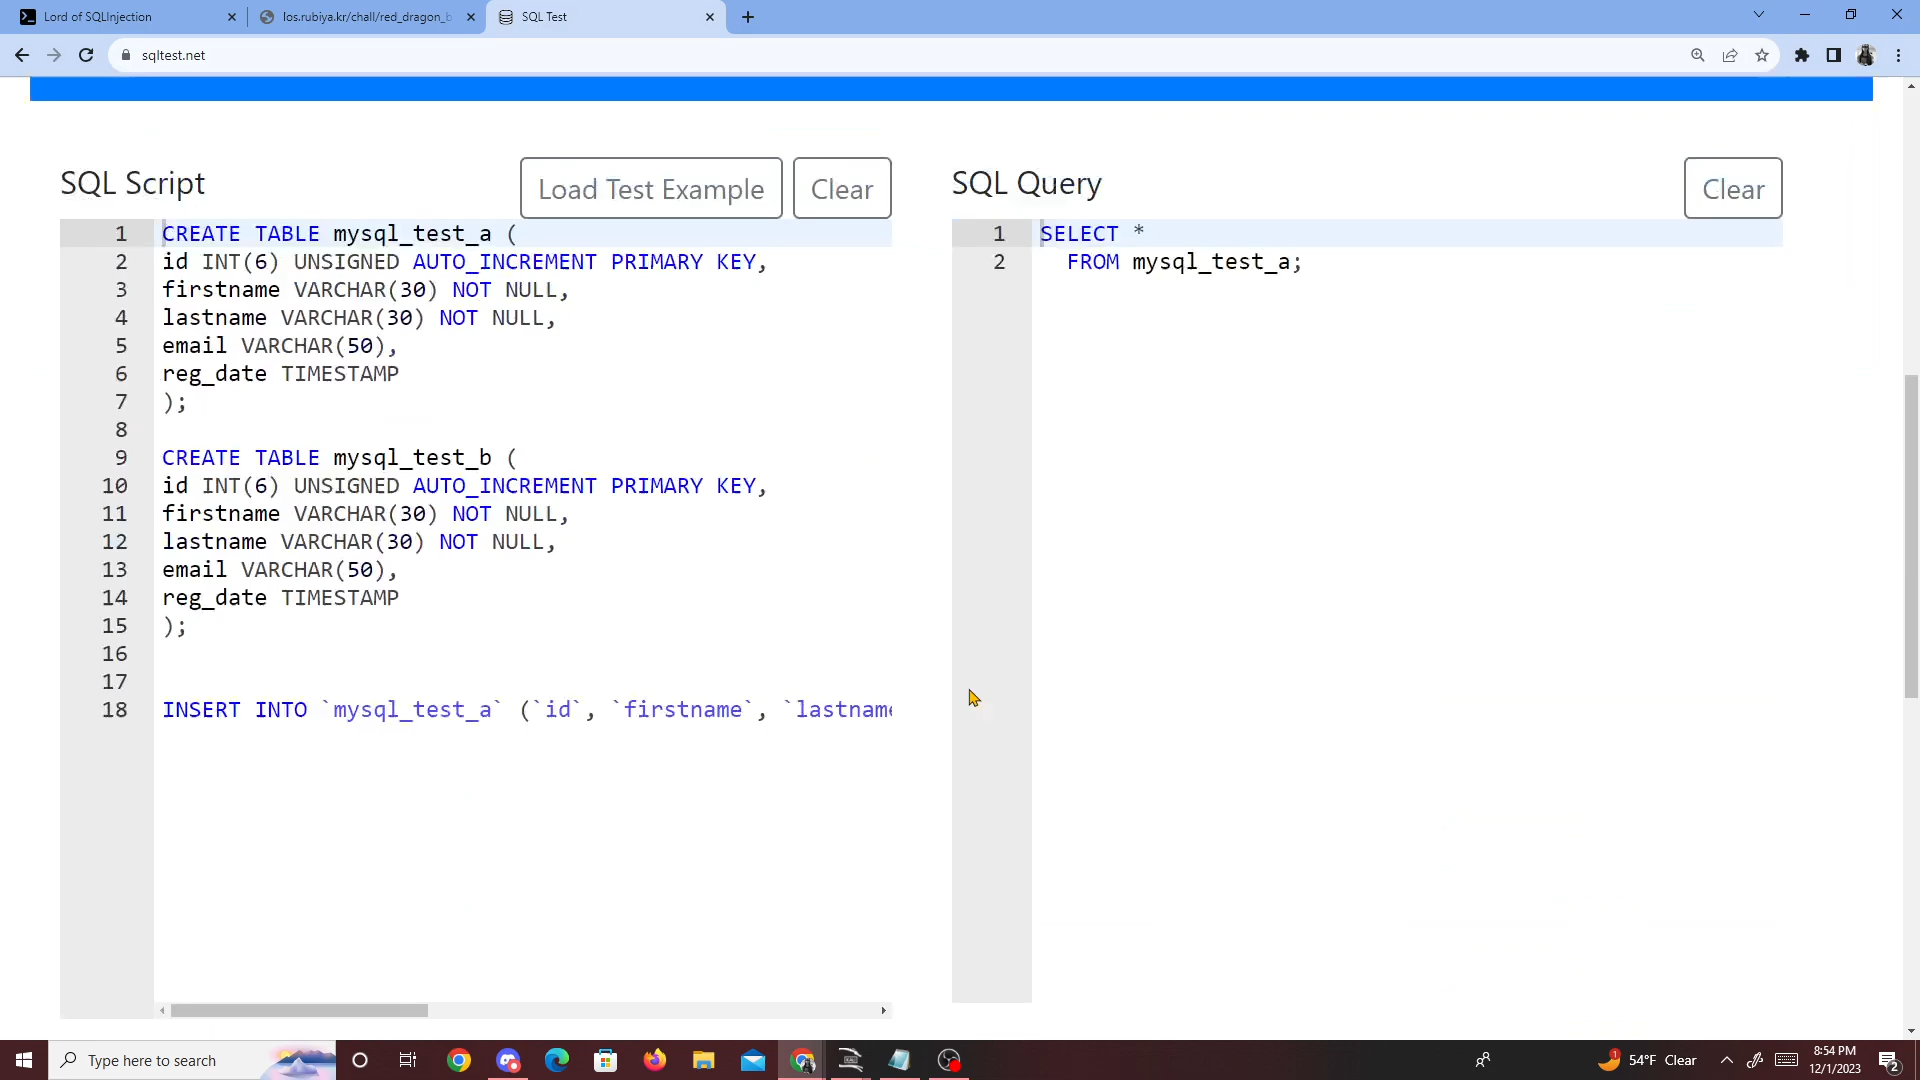 Lord of SQLInjection
los.rubiya.kr/chall/red_dragon_b
SQL Test
sqltest.net
SQL Script
Load Test Example
Clear
1 CREATE TABLE mysql_test_a (
2 id INT(6) UNSIGNED AUTO_INCREMENT PRIMARY KEY,
3 firstname VARCHAR(30) NOT NULL,
4 lastname VARCHAR(30) NOT NULL,
5 email VARCHAR(50),
6 reg_date TIMESTAMP
7 );
8
9 CREATE TABLE mysql_test_b (
10 id INT(6) UNSIGNED AUTO_INCREMENT PRIMARY KEY,
11 firstname VARCHAR(30) NOT NULL,
12 lastname VARCHAR(30) NOT NULL,
13 email VARCHAR(50),
14 reg_date TIMESTAMP
15 );
16
17
18 INSERT INTO `mysql_test_a` (`id`, `firstname`, `lastname
SQL Query
Clear
1 SELECT *
2 FROM mysql_test_a;
Type here to search
1
54°F Clear
8:54 PM
12/1/2023
2